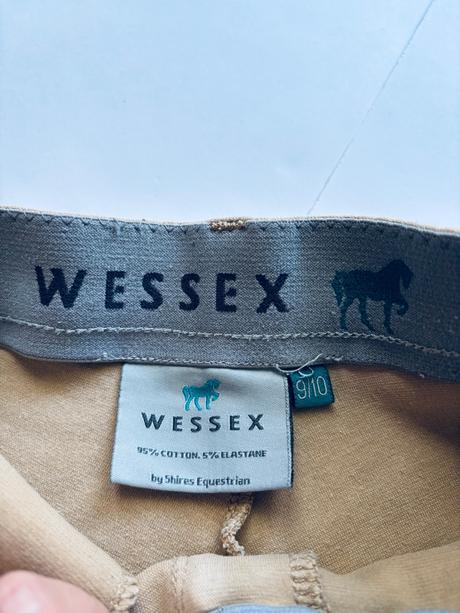 WESSEX
9/10
WESSEX
95% COTTON. 5% ELASTANE
by Shires Equestrian